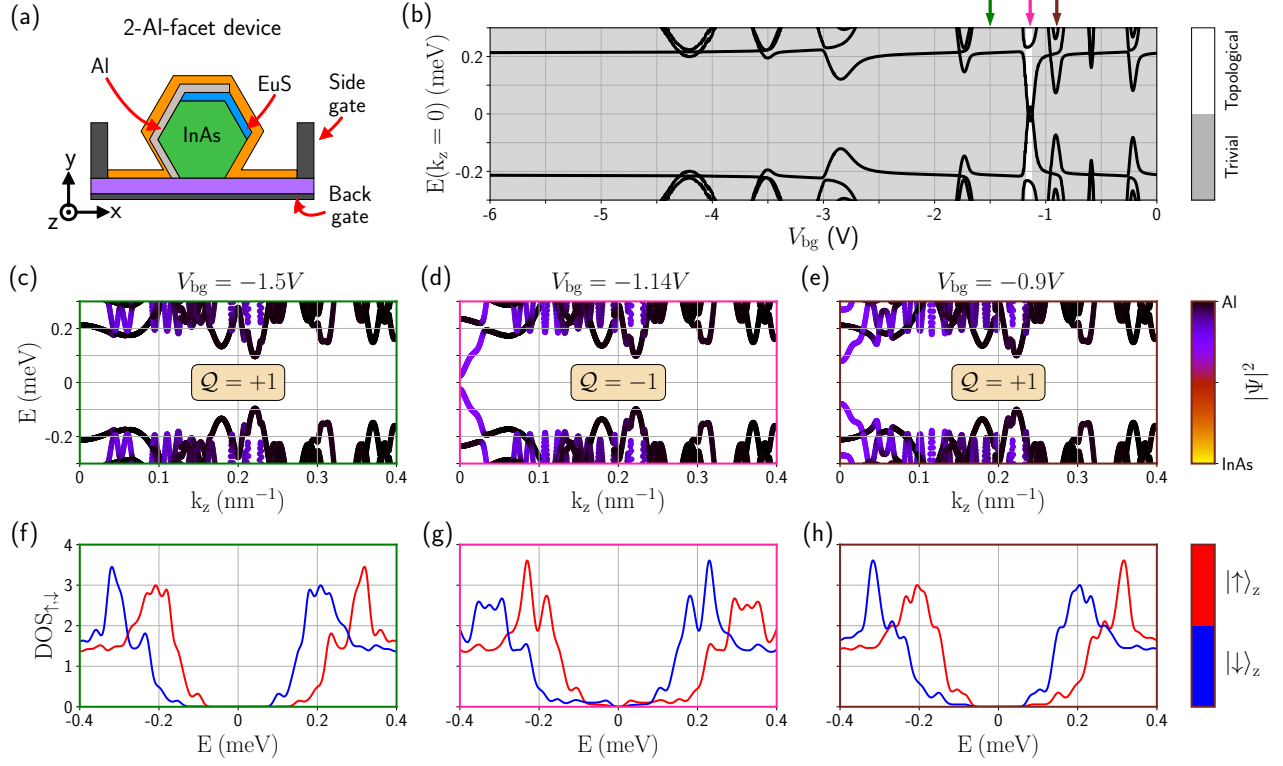 (a)
2-Al-facet device
Al
EuS
Side
gate
InAs
y
z
x
Back
gate
(b)
E(k_z = 0) (meV)
0.2
0
-0.2
-6
-5
-4
-3
-2
-1
0
V_bg (V)
Topological
Trivial
(c)
V_bg = −1.5V
E (meV)
0.2
0
-0.2
Q = +1
0
0.1
0.2
0.3
0.4
k_z (nm⁻¹)
(d)
V_bg = −1.14V
Q = −1
0
0.1
0.2
0.3
0.4
k_z (nm⁻¹)
(e)
V_bg = −0.9V
Q = +1
0
0.1
0.2
0.3
0.4
k_z (nm⁻¹)
Al
|Ψ|²
InAs
(f)
DOS↑,↓
4
3
2
1
0
-0.4
-0.2
0
0.2
0.4
E (meV)
(g)
-0.4
-0.2
0
0.2
0.4
E (meV)
(h)
-0.4
-0.2
0
0.2
0.4
E (meV)
|↑⟩_z
|↓⟩_z